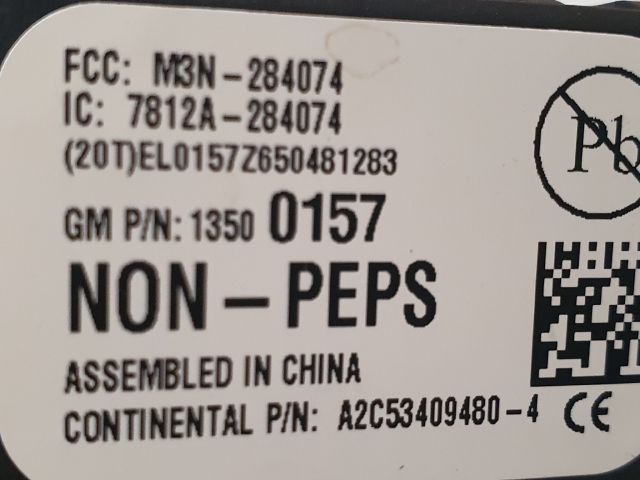 FCC: M3N-284074
IC: 7812A-284074
(20T)EL0157Z650481283
GM P/N: 1350 0157
NON-PEPS
ASSEMBLED IN CHINA
CONTINENTAL P/N: A2C53409480-4 CE
Pb